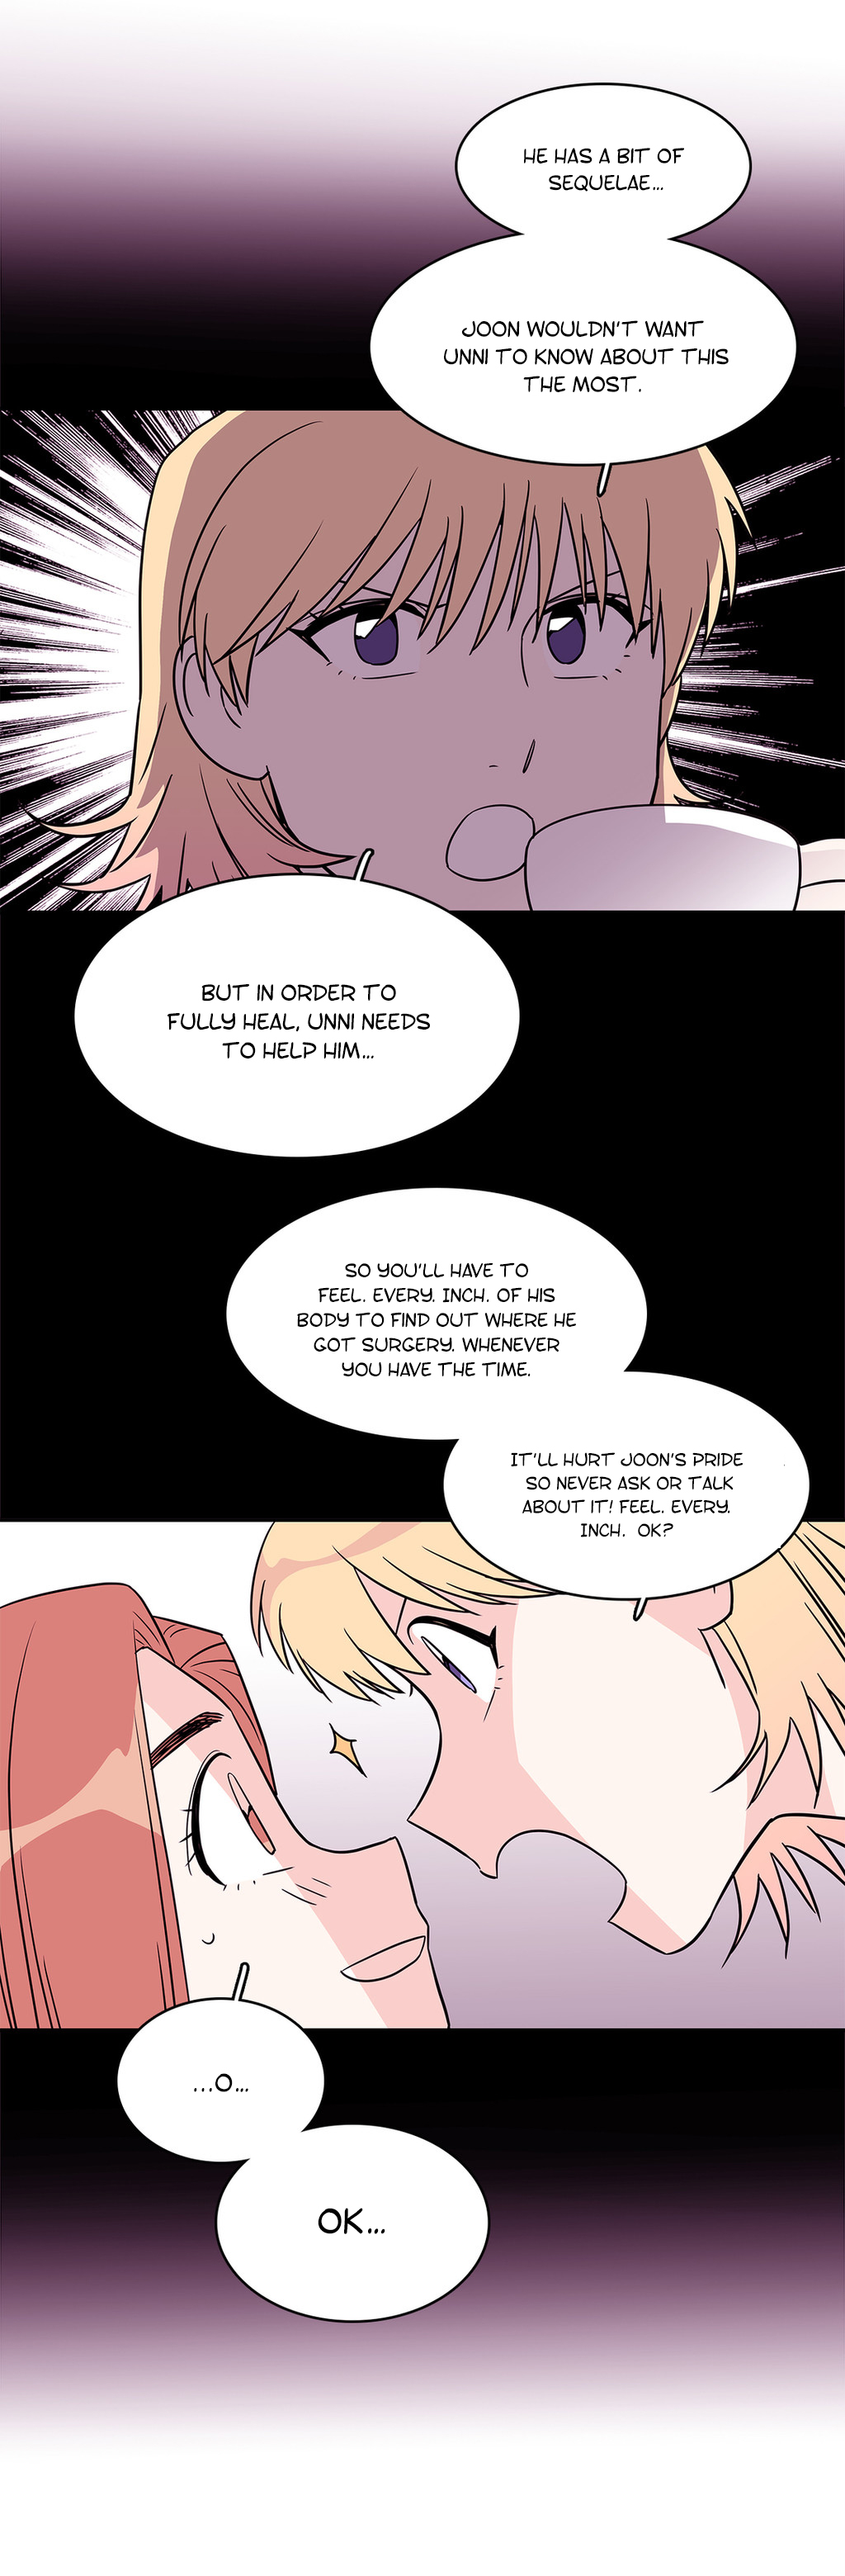 HE HAS A BIT OF
SEQUELAE...
JOON WOULDN'T WANT
UNNI TO KNOW ABOUT THIS
THE MOST.
BUT IN ORDER TO
FULLY HEAL, UNNI NEEDS
TO HELP HIM...
SO YOU'LL HAVE TO
FEEL. EVERY. INCH. OF HIS
BODY TO FIND OUT WHERE HE
GOT SURGERY. WHENEVER
YOU HAVE THE TIME.
IT'LL HURT JOON'S PRIDE
SO NEVER ASK OR TALK
ABOUT IT! FEEL. EVERY.
INCH. OK?
...O...
OK...